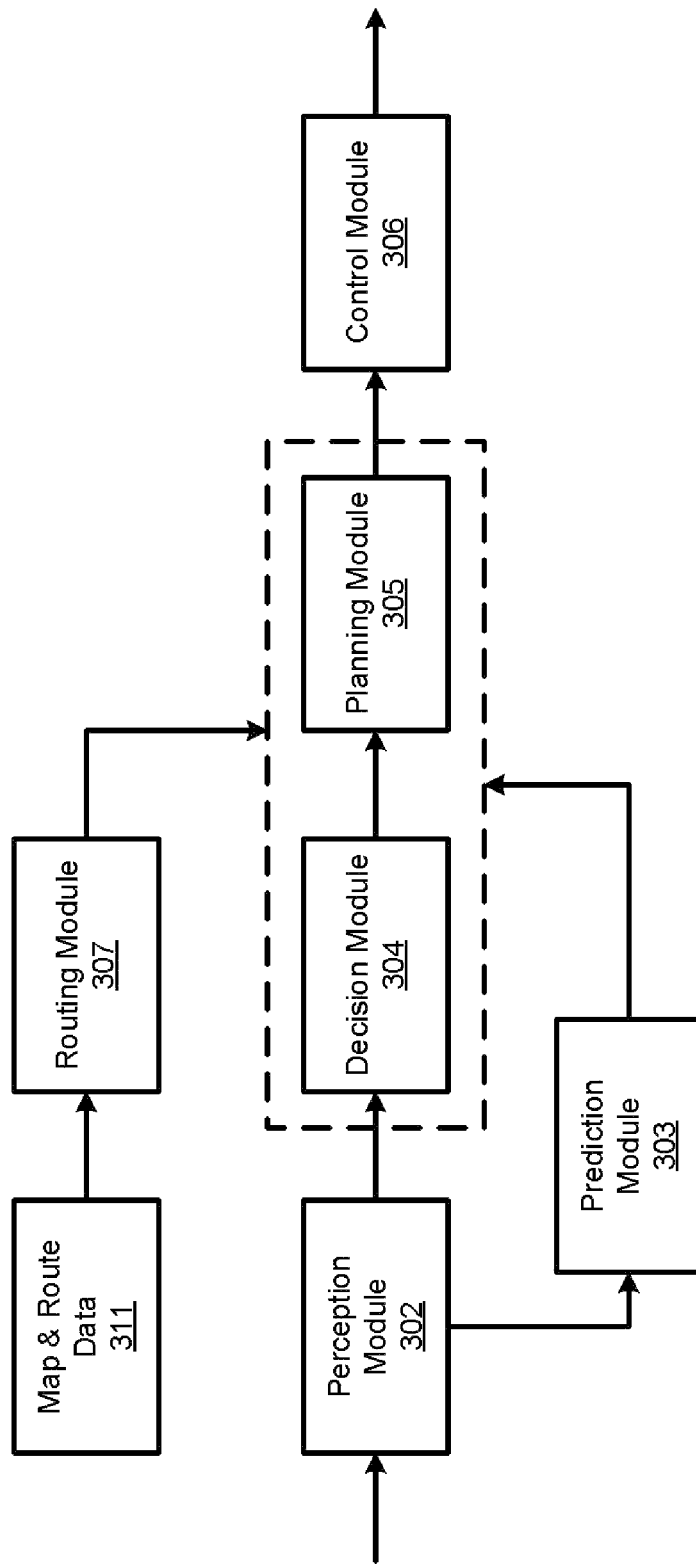 Map & Route
Data
311
Routing Module
307
Perception
Module
302
Decision Module
304
Planning Module
305
Control Module
306
Prediction
Module
303